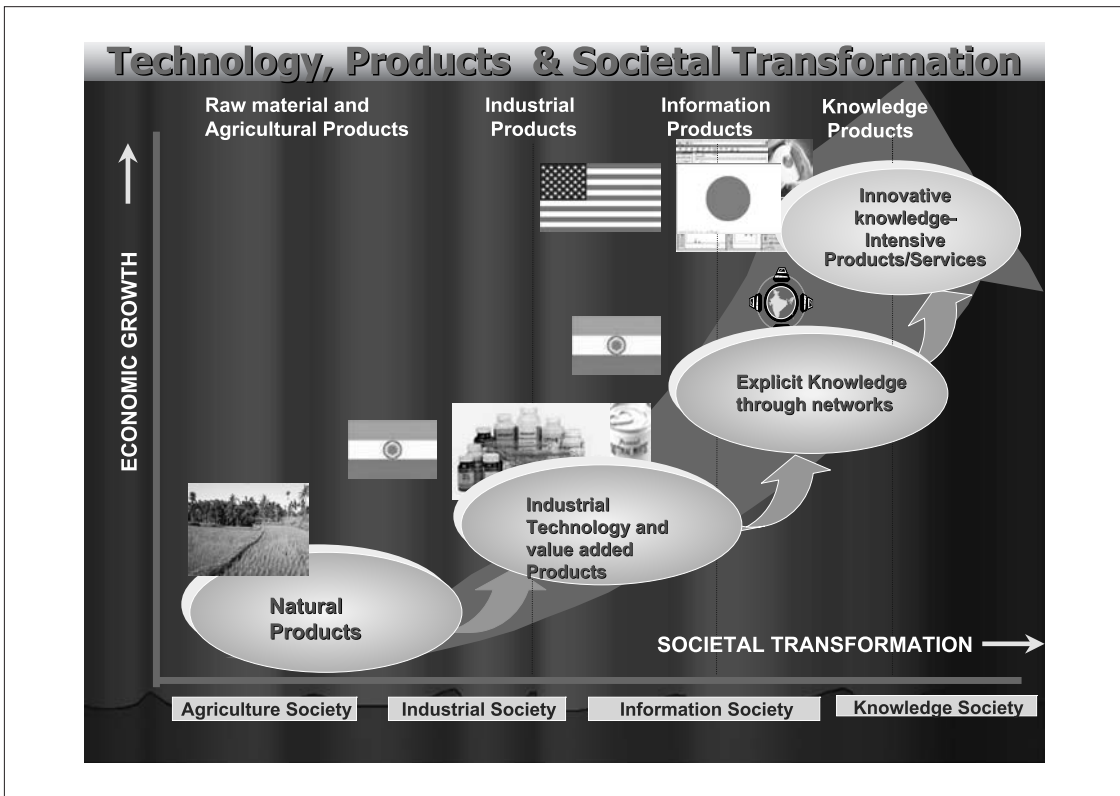 Technology, Products & Societal Transformation
Raw material and
Agricultural Products
Industrial
Products
Information
Products
Knowledge
Products
ECONOMIC GROWTH
Innovative
knowledge–
Intensive
Products/Services
Explicit Knowledge
through networks
Industrial
Technology and
value added
Products
Natural
Products
SOCIETAL TRANSFORMATION
Agriculture Society
Industrial Society
Information Society
Knowledge Society